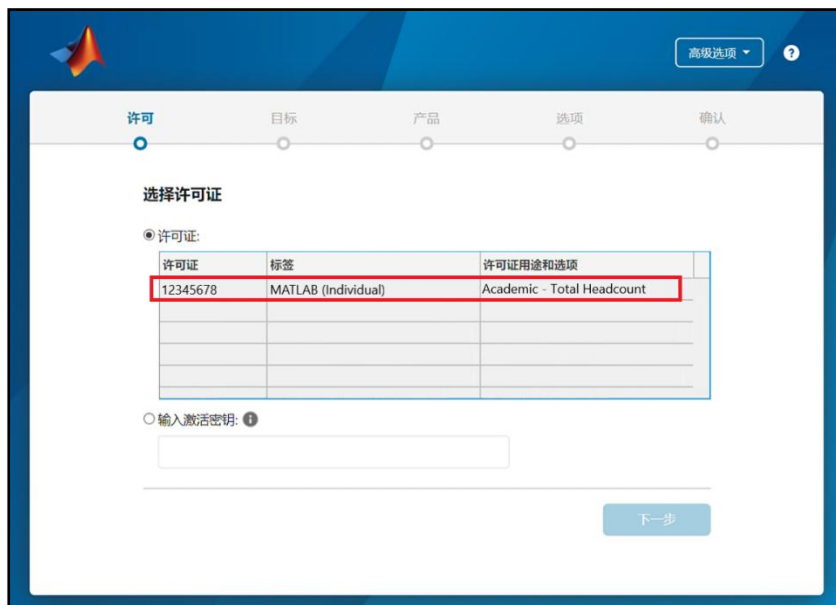 高级选项
?
许可 目标 产品 选项 确认
选择许可证
许可证:
许可证 标签 许可证用途和选项
12345678 MATLAB (Individual) Academic - Total Headcount
输入激活密钥: i
下一步